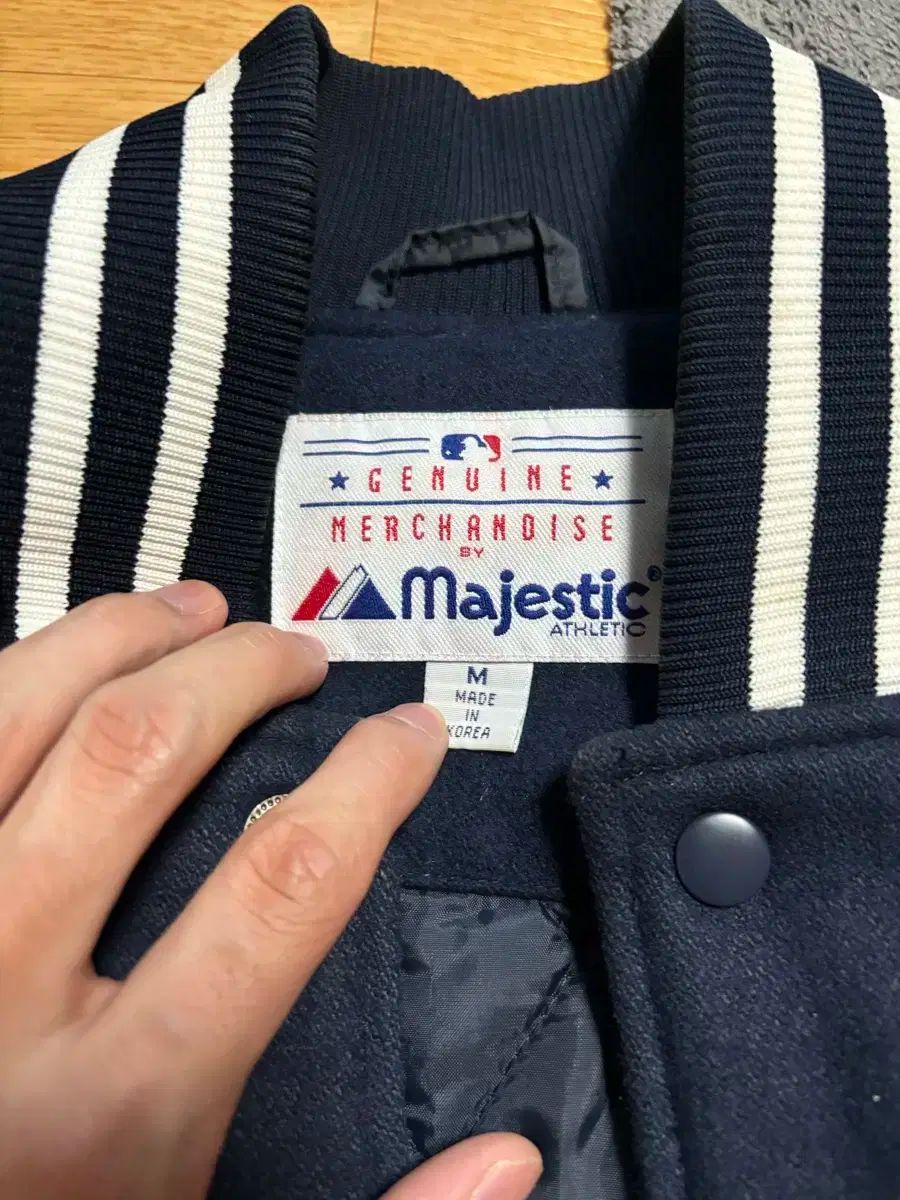 GENUINE
MERCHANDISE
BY
Majestic®
ATHLETIC
M
MADE
IN
KOREA